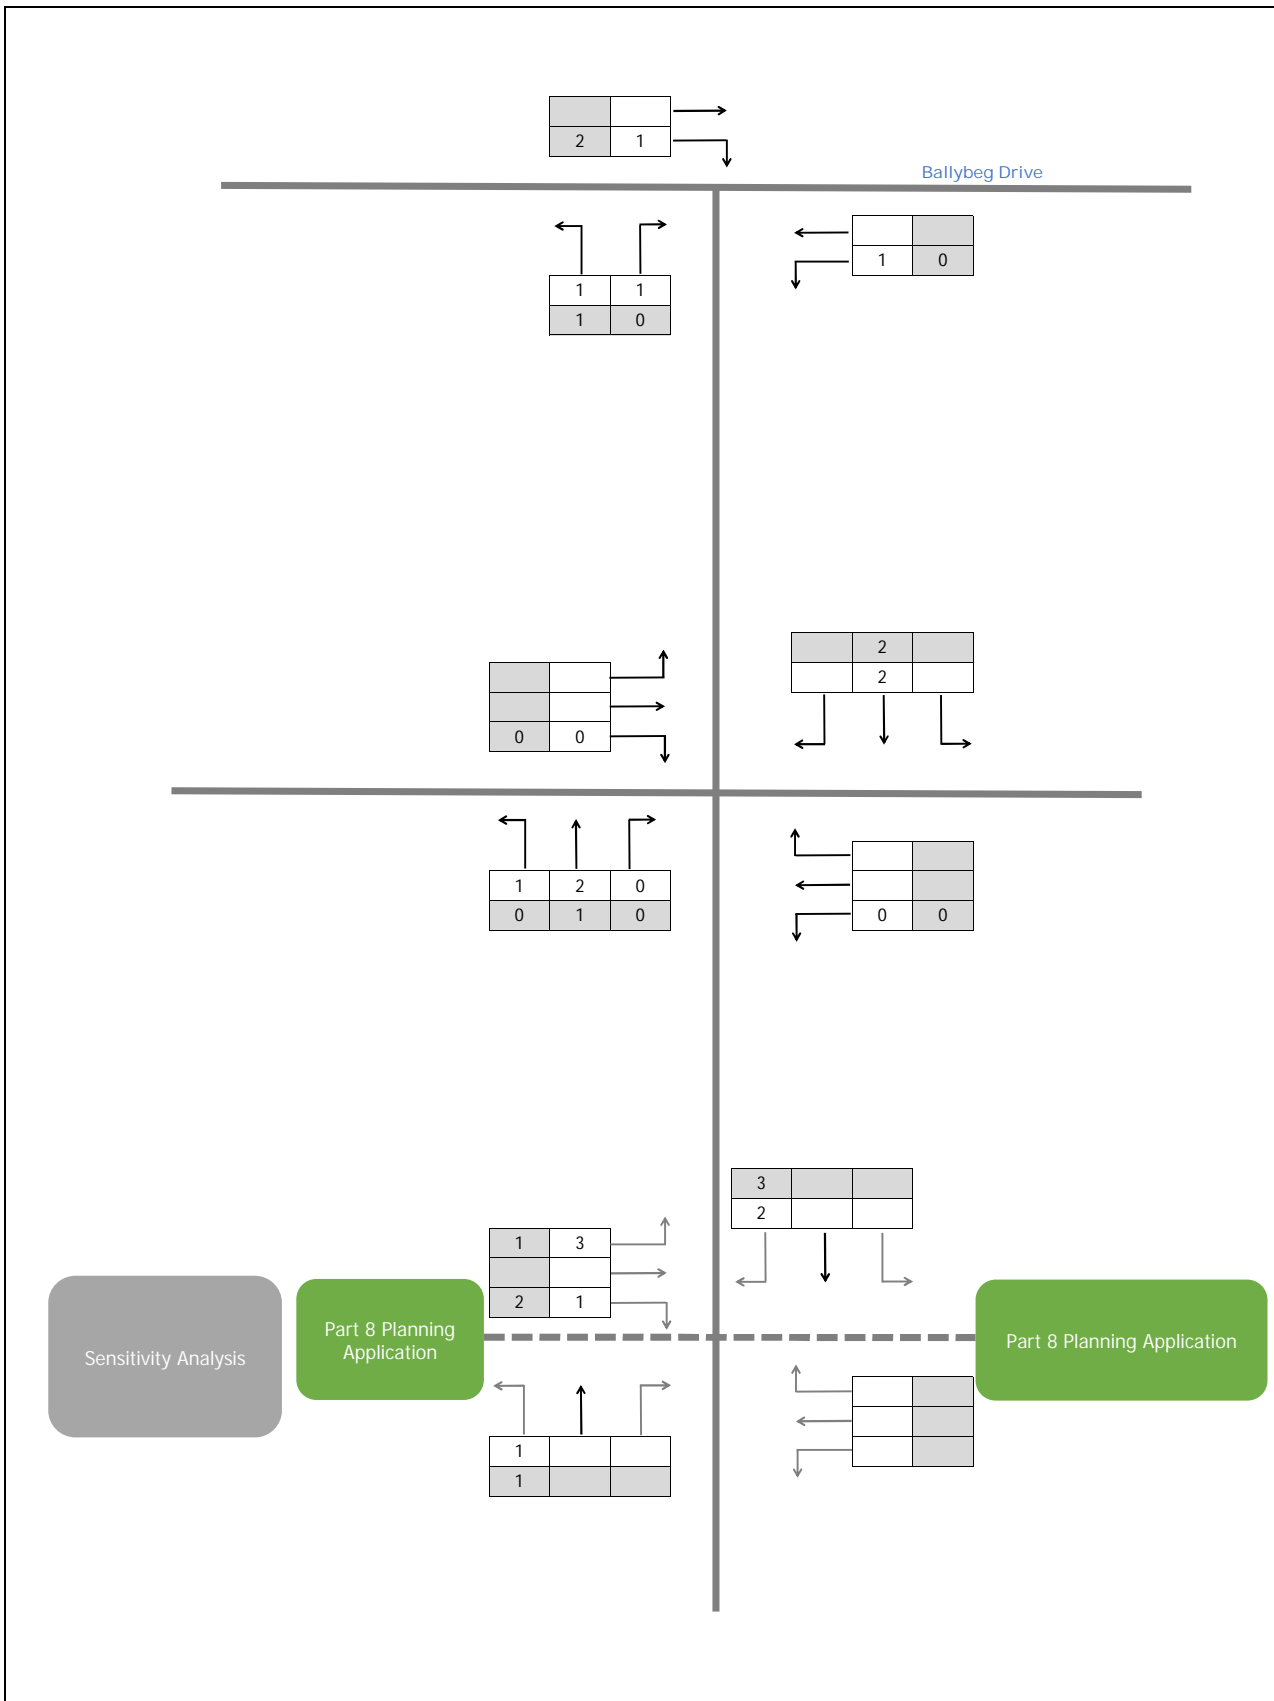 2 1
Ballybeg Drive
1 1
1 0
1 0
2
2
0 0
1 2 0
0 1 0
0 0
3
2
1 3
2 1
Sensitivity Analysis
Part 8 Planning
Application
Part 8 Planning Application
1
1